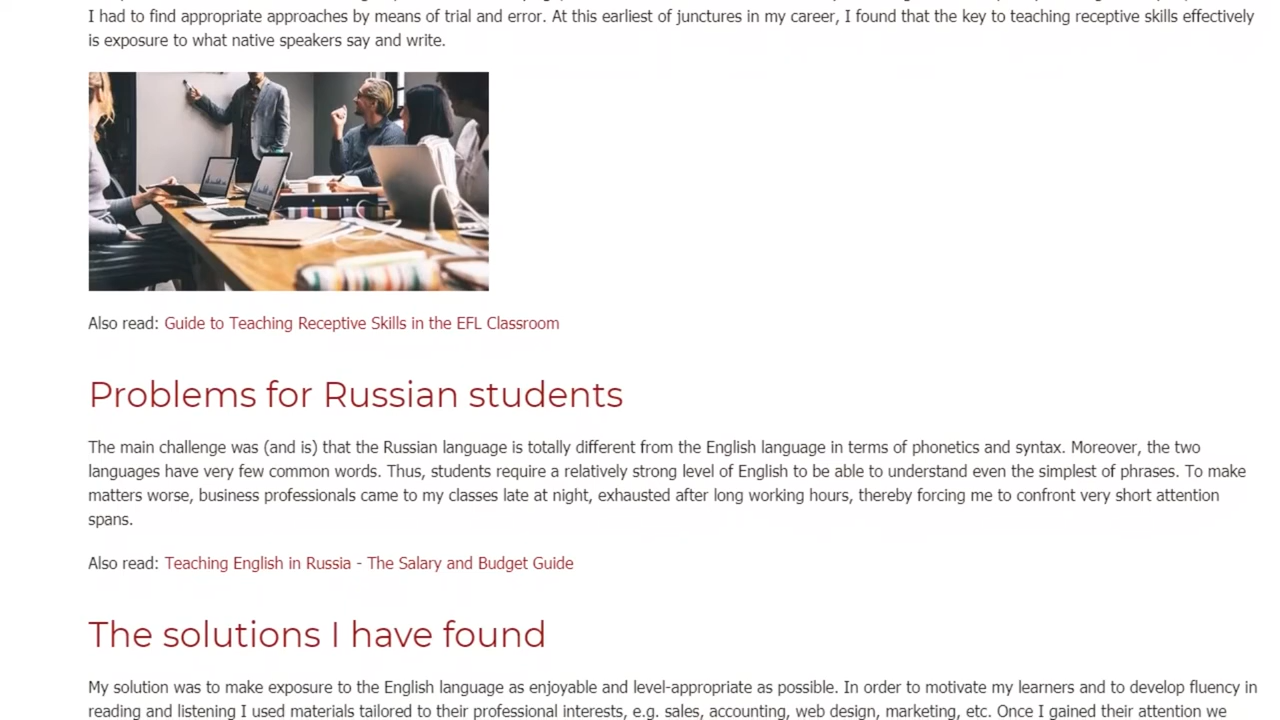 I had to find appropriate approaches by means of trial and error. At this earliest of junctures in my career, I found that the key to teaching receptive skills effectively
is exposure to what native speakers say and write.
Also read: Guide to Teaching Receptive Skills in the EFL Classroom
Problems for Russian students
The main challenge was (and is) that the Russian language is totally different from the English language in terms of phonetics and syntax. Moreover, the two
languages have very few common words. Thus, students require a relatively strong level of English to be able to understand even the simplest of phrases. To make
matters worse, business professionals came to my classes late at night, exhausted after long working hours, thereby forcing me to confront very short attention
spans.
Also read: Teaching English in Russia - The Salary and Budget Guide
The solutions I have found
My solution was to make exposure to the English language as enjoyable and level-appropriate as possible. In order to motivate my learners and to develop fluency in
reading and listening I used materials tailored to their professional interests, e.g. sales, accounting, web design, marketing, etc. Once I gained their attention we